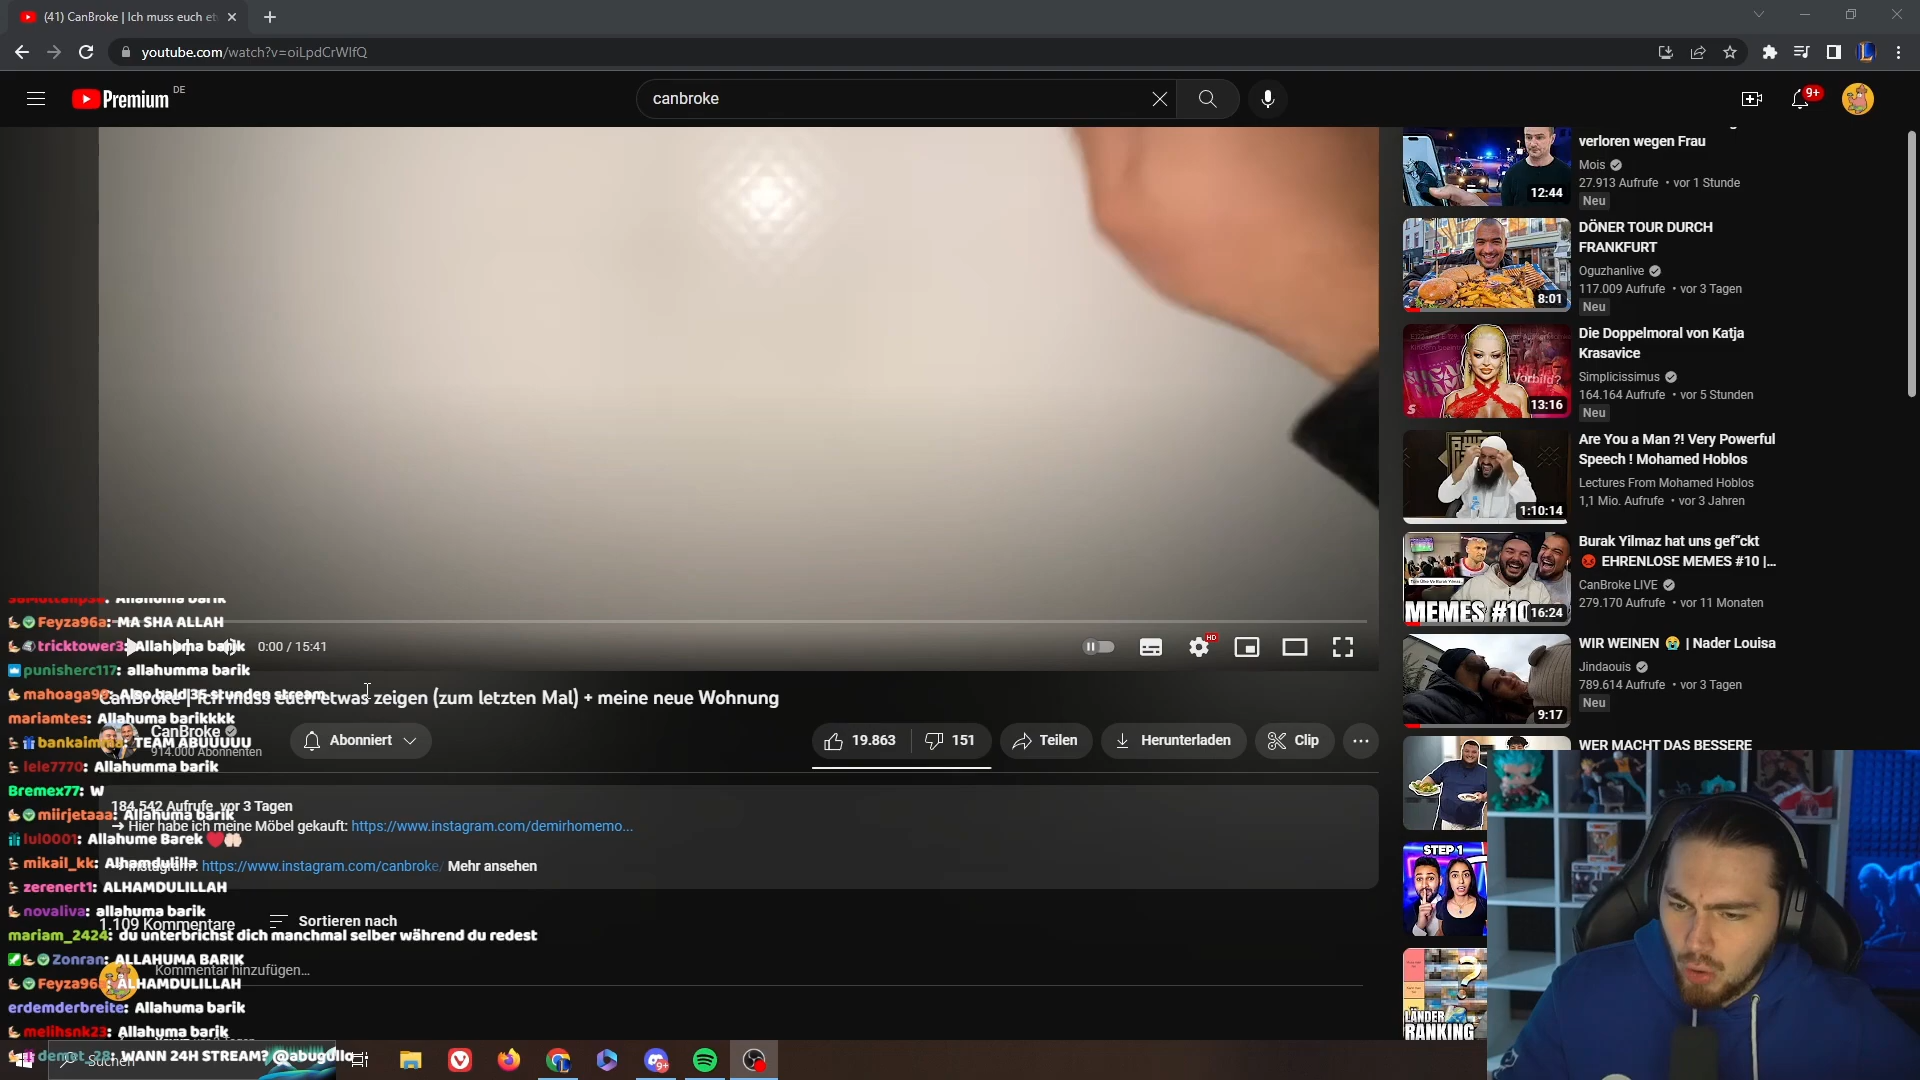 (41) CanBroke | Ich muss euch et
youtube.com/watch?v=oiLpdCrWlfQ
Premium DE
canbroke
9+
verloren wegen Frau
Mois
27.913 Aufrufe • vor 1 Stunde
Neu
12:44
DÖNER TOUR DURCH
FRANKFURT
Oguzhanlive
117.009 Aufrufe • vor 3 Tagen
Neu
8:01
Die Doppelmoral von Katja
Krasavice
Simplicissimus
164.164 Aufrufe • vor 5 Stunden
Neu
Vorbild?
13:16
Are You a Man ?! Very Powerful
Speech ! Mohamed Hoblos
Lectures From Mohamed Hoblos
1,1 Mio. Aufrufe • vor 3 Jahren
1:10:14
Burak Yilmaz hat uns gef*ckt
😡 EHRENLOSE MEMES #10 |...
CanBroke LIVE
279.170 Aufrufe • vor 11 Monaten
MEMES #10
16:24
WIR WEINEN 😭 | Nader Louisa
Jindaouis
789.614 Aufrufe • vor 3 Tagen
Neu
9:17
WER MACHT DAS BESSERE
STEP 1
LÄNDER
RANKING
0:00 / 15:41
HD
CanBroke | Ich muss euch etwas zeigen (zum letzten Mal) + meine neue Wohnung
CanBroke
914.000 Abonnenten
Abonniert
19.863
151
Teilen
Herunterladen
Clip
184.542 Aufrufe vor 3 Tagen
➔ Hier habe ich meine Möbel gekauft: https://www.instagram.com/demirhomemo...
➔ Instagram: https://www.instagram.com/canbroke/ Mehr ansehen
1.109 Kommentare
Sortieren nach
Kommentar hinzufügen...
Allahuma barik
Feyza96a: MA SHA ALLAH
tricktower3: Allahuma barik
punisherc117: allahumma barik
mahoaga99: Also bald 36 stunden stream
mariamtes: Allahuma barikkkk
TEAM ABUUUUU
lele7770: Allahumma barik
Bremex77: W
miirjetaaa: Allahuma barik
lul0001: Allahume Barek ❤️🤲🏻
mikail_kk: Alhamdulilla
zerenert1: ALHAMDULILLAH
novaliva: allahuma barik
mariam_2424: du unterbrichst dich manchmal selber während du redest
Zonran: ALLAHUMA BARIK
Feyza96a: ALHAMDULILLAH
erdemderbreite: Allahuma barik
melihsnk23: Allahuma barik
demet_28: WANN 24H STREAM? @abugullo
Suchen
9+